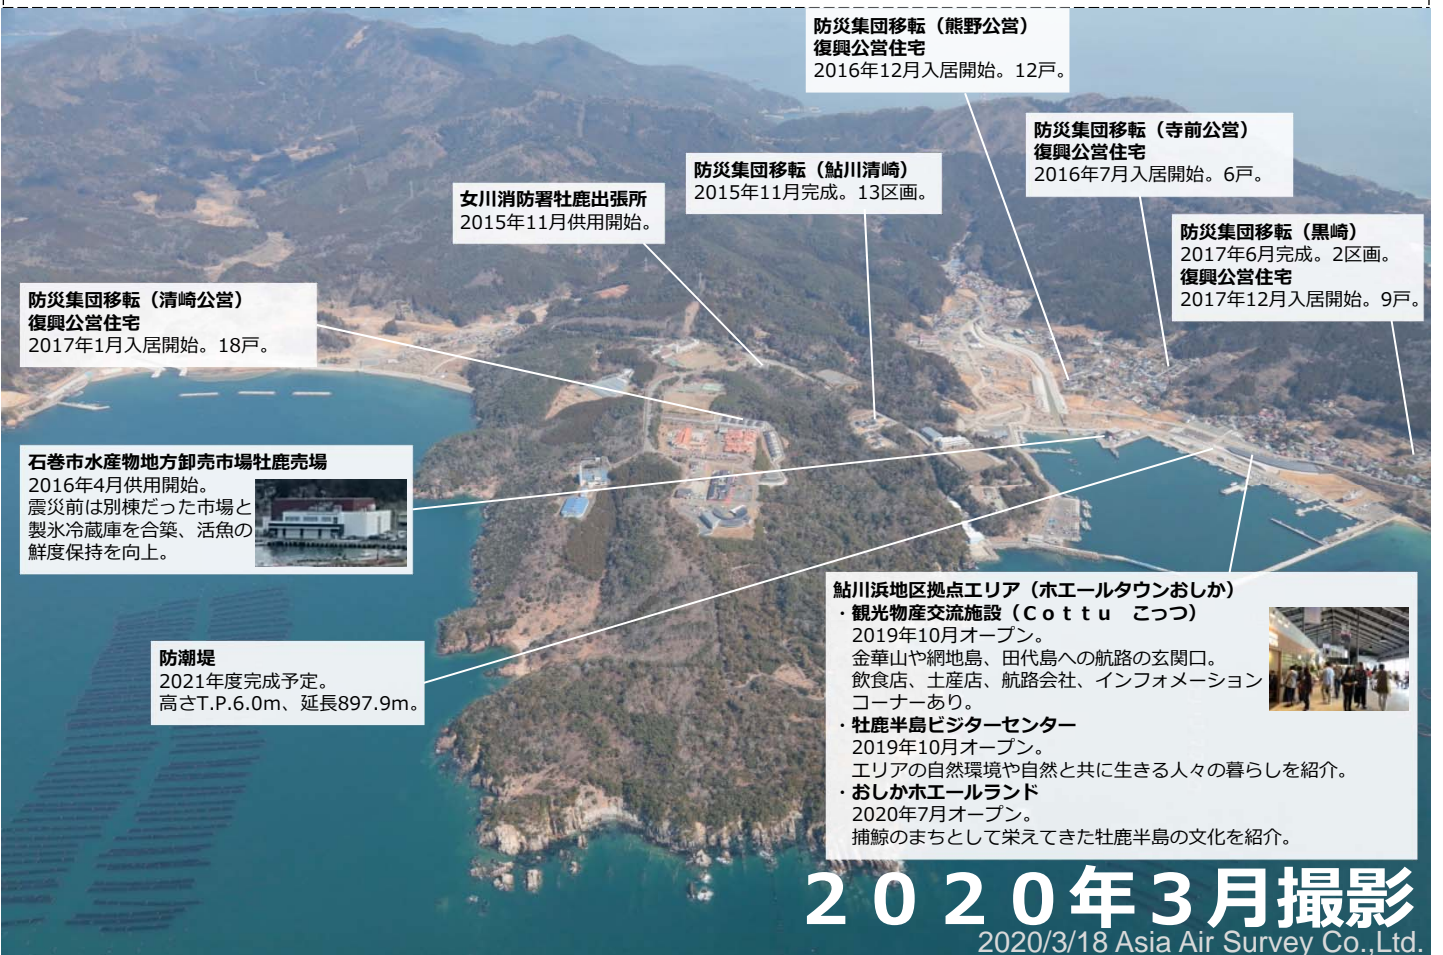 防災集団移転（熊野公営）
復興公営住宅
2016年12月入居開始。12戸。
防災集団移転（寺前公営）
復興公営住宅
2016年7月入居開始。6戸。
防災集団移転（鮎川清崎）
2015年11月完成。13区画。
女川消防署牡鹿出張所
2015年11月供用開始。
防災集団移転（黒崎）
2017年6月完成。2区画。
復興公営住宅
2017年12月入居開始。9戸。
防災集団移転（清崎公営）
復興公営住宅
2017年1月入居開始。18戸。
石巻市水産物地方卸売市場牡鹿売場
2016年4月供用開始。
震災前は別棟だった市場と
製氷冷蔵庫を合築、活魚の
鮮度保持を向上。
防潮堤
2021年度完成予定。
高さT.P.6.0m、延長897.9m。
鮎川浜地区拠点エリア（ホエールタウンおしか）
・観光物産交流施設（Ｃｏｔｔｕ　こっつ）
2019年10月オープン。
金華山や網地島、田代島への航路の玄関口。
飲食店、土産店、航路会社、インフォメーション
コーナーあり。
・牡鹿半島ビジターセンター
2019年10月オープン。
エリアの自然環境や自然と共に生きる人々の暮らしを紹介。
・おしかホエールランド
2020年7月オープン。
捕鯨のまちとして栄えてきた牡鹿半島の文化を紹介。
２０２０年３月撮影
2020/3/18 Asia Air Survey Co.,Ltd.